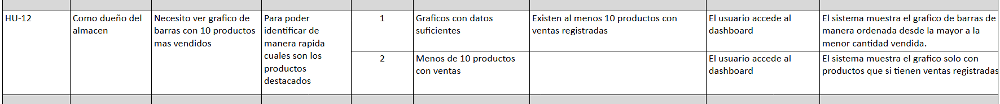 HU-12
Como dueño del
almacen
Necesito ver grafico de
barras con 10 productos
mas vendidos
Para poder
identificar de
manera rapida
cuales son los
productos
destacados
1
Graficos con datos
suficientes
Existen al menos 10 productos con
ventas registradas
El usuario accede al
dashboard
El sistema muestra el grafico de barras de
manera ordenada desde la mayor a la
menor cantidad vendida.
2
Menos de 10 productos
con ventas
El usuario accede al
dashboard
El sistema muestra el grafico solo con
productos que si tienen ventas registradas